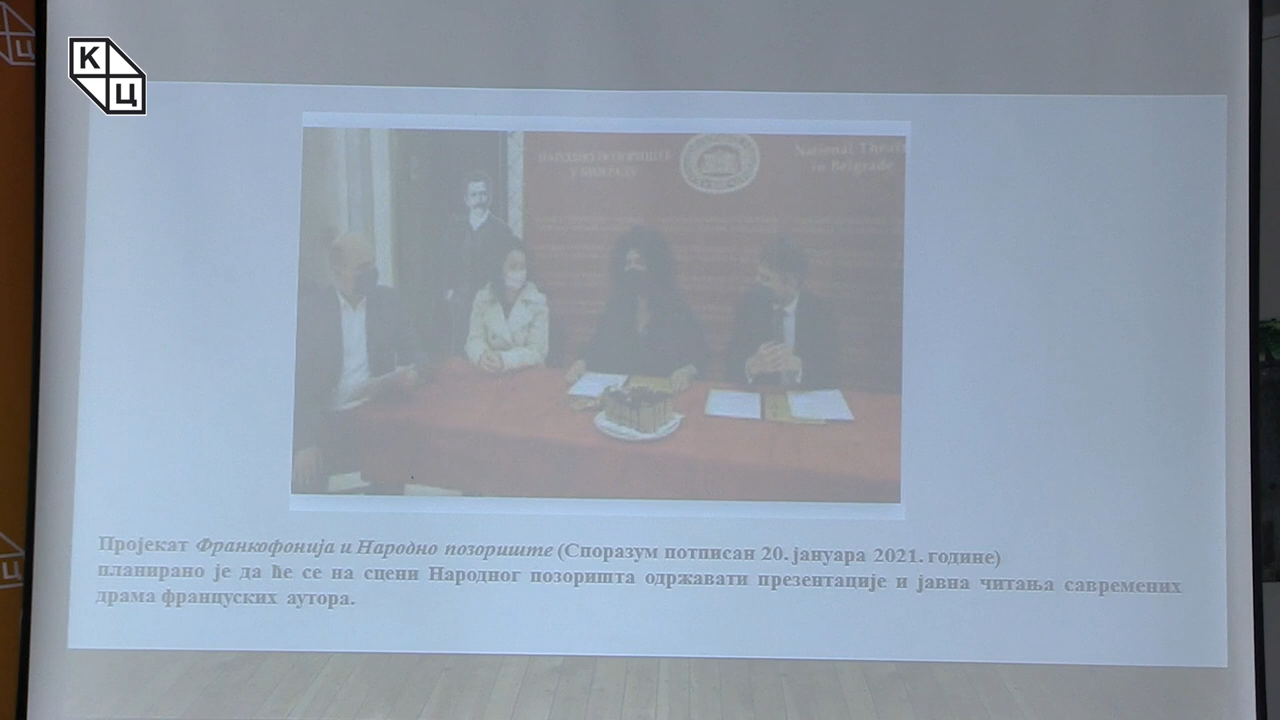 К
Ц
НАРОДНО ПОЗОРИШТЕ
У БЕОГРАДУ
National Theatre
in Belgrade
Пројекат Франкофонија и Народно позориште (Споразум потписан 20. јануара 2021. године)
планирано је да ће се на сцени Народног позоришта одржавати презентације и јавна читања савремених
драма француских аутора.